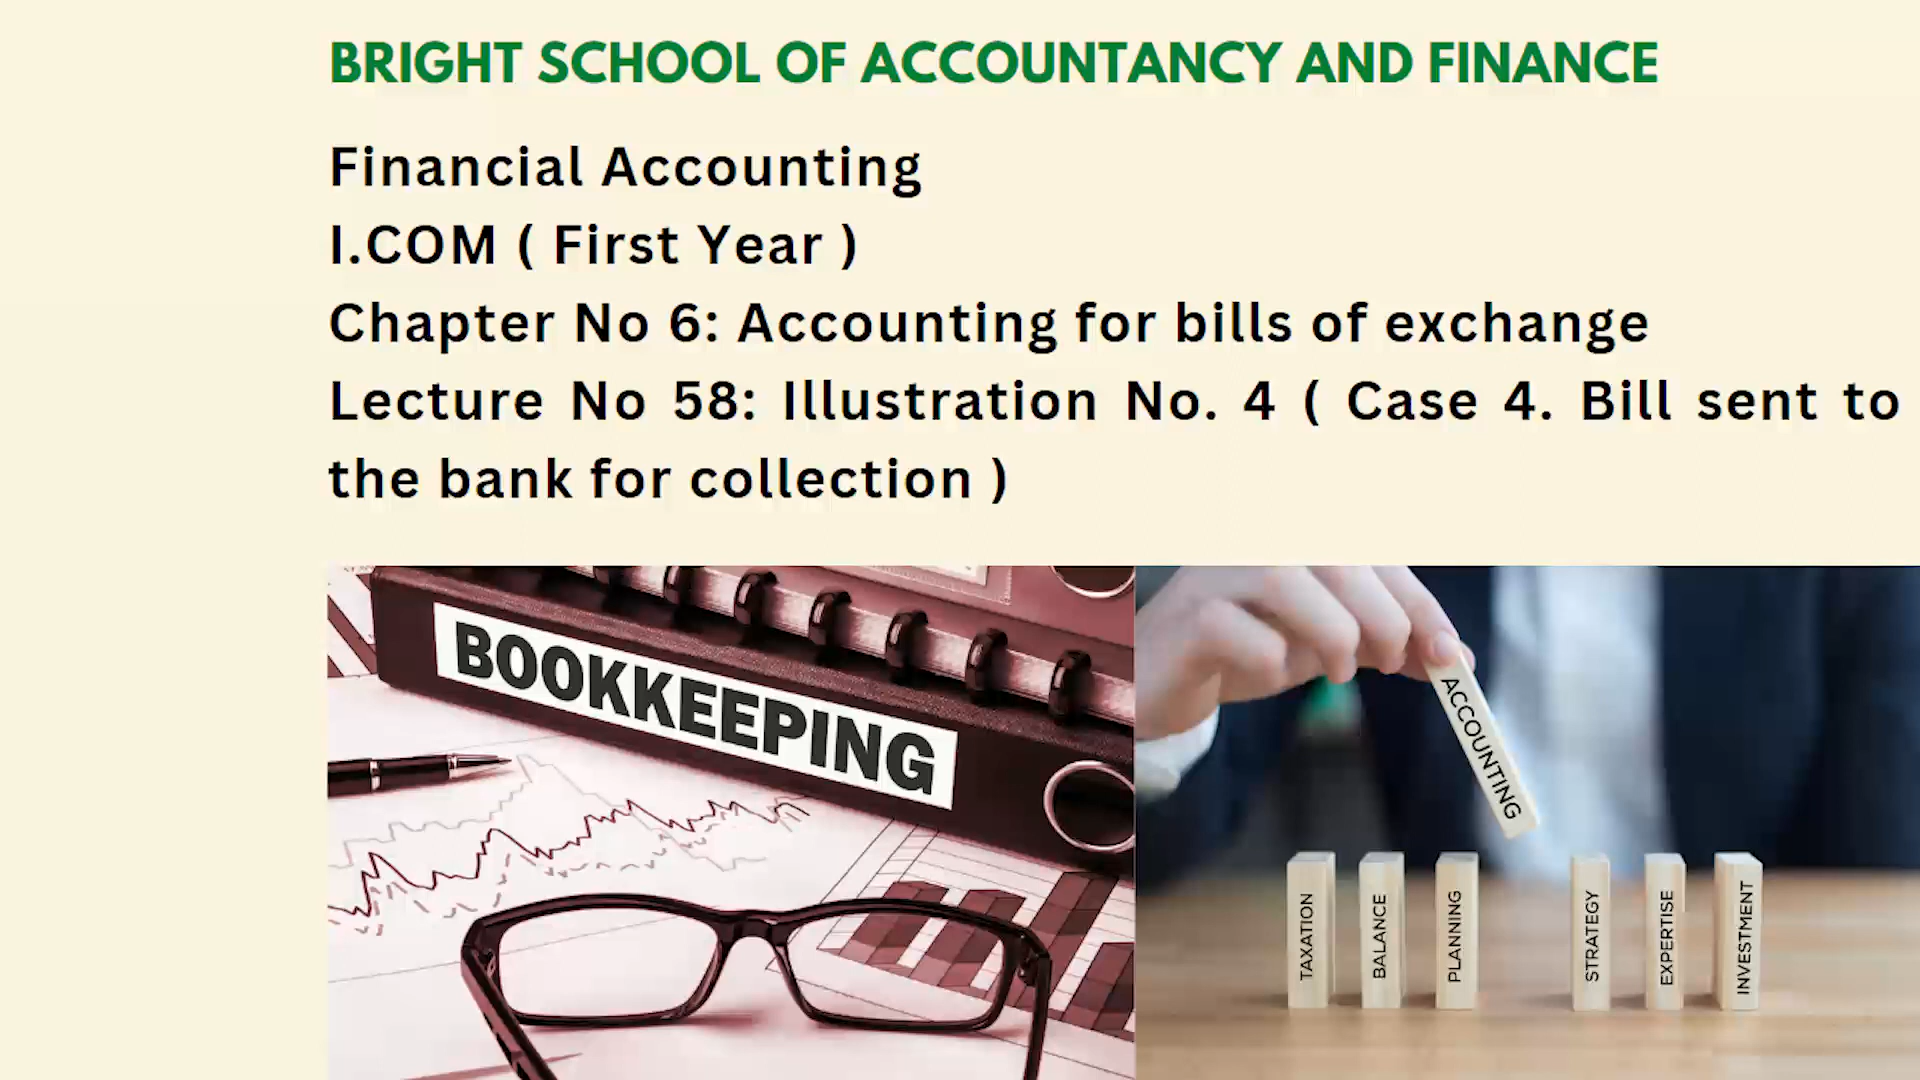 BRIGHT SCHOOL OF ACCOUNTANCY AND FINANCE
Financial Accounting
I.COM ( First Year )
Chapter No 6: Accounting for bills of exchange
Lecture No 58: Illustration No. 4 ( Case 4. Bill sent to
the bank for collection )
BOOKKEEPING
ACCOUNTING
TAXATION
BALANCE
PLANNING
STRATEGY
EXPERTISE
INVESTMENT